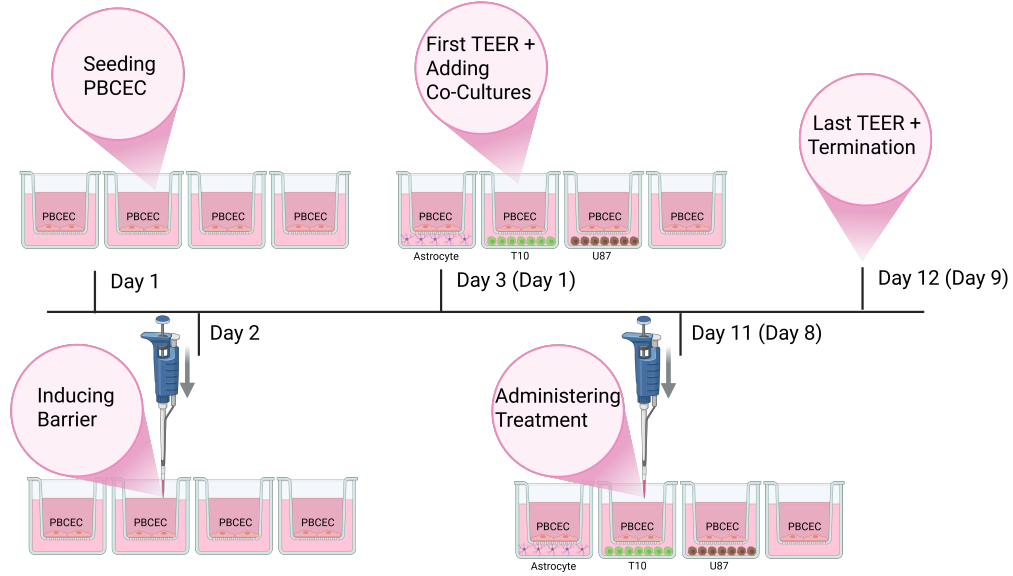 Seeding
PBCEC
First TEER +
Adding
Co-Cultures
Last TEER +
Termination
PBCEC PBCEC PBCEC PBCEC
PBCEC PBCEC PBCEC PBCEC
Astrocyte T10 U87
Day 1
Day 3 (Day 1)
Day 12 (Day 9)
Day 2
Day 11 (Day 8)
Inducing
Barrier
Administering
Treatment
PBCEC PBCEC PBCEC PBCEC
PBCEC PBCEC PBCEC PBCEC
Astrocyte T10 U87